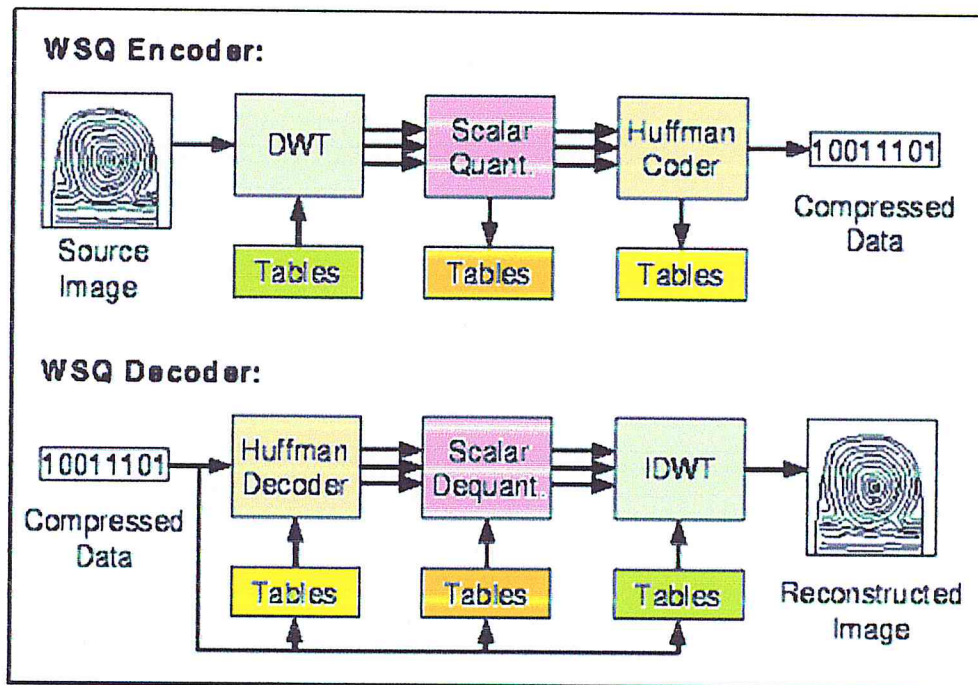 WSQ Encoder:
DWT
Scalar
Quant.
Huffman
Coder
10011101
Compressed
Data
Source
Image
Tables
Tables
Tables
WSQ Decoder:
10011101
Compressed
Data
Huffman
Decoder
Scalar
Dequant.
IDWT
Tables
Tables
Tables
Reconstructed
Image